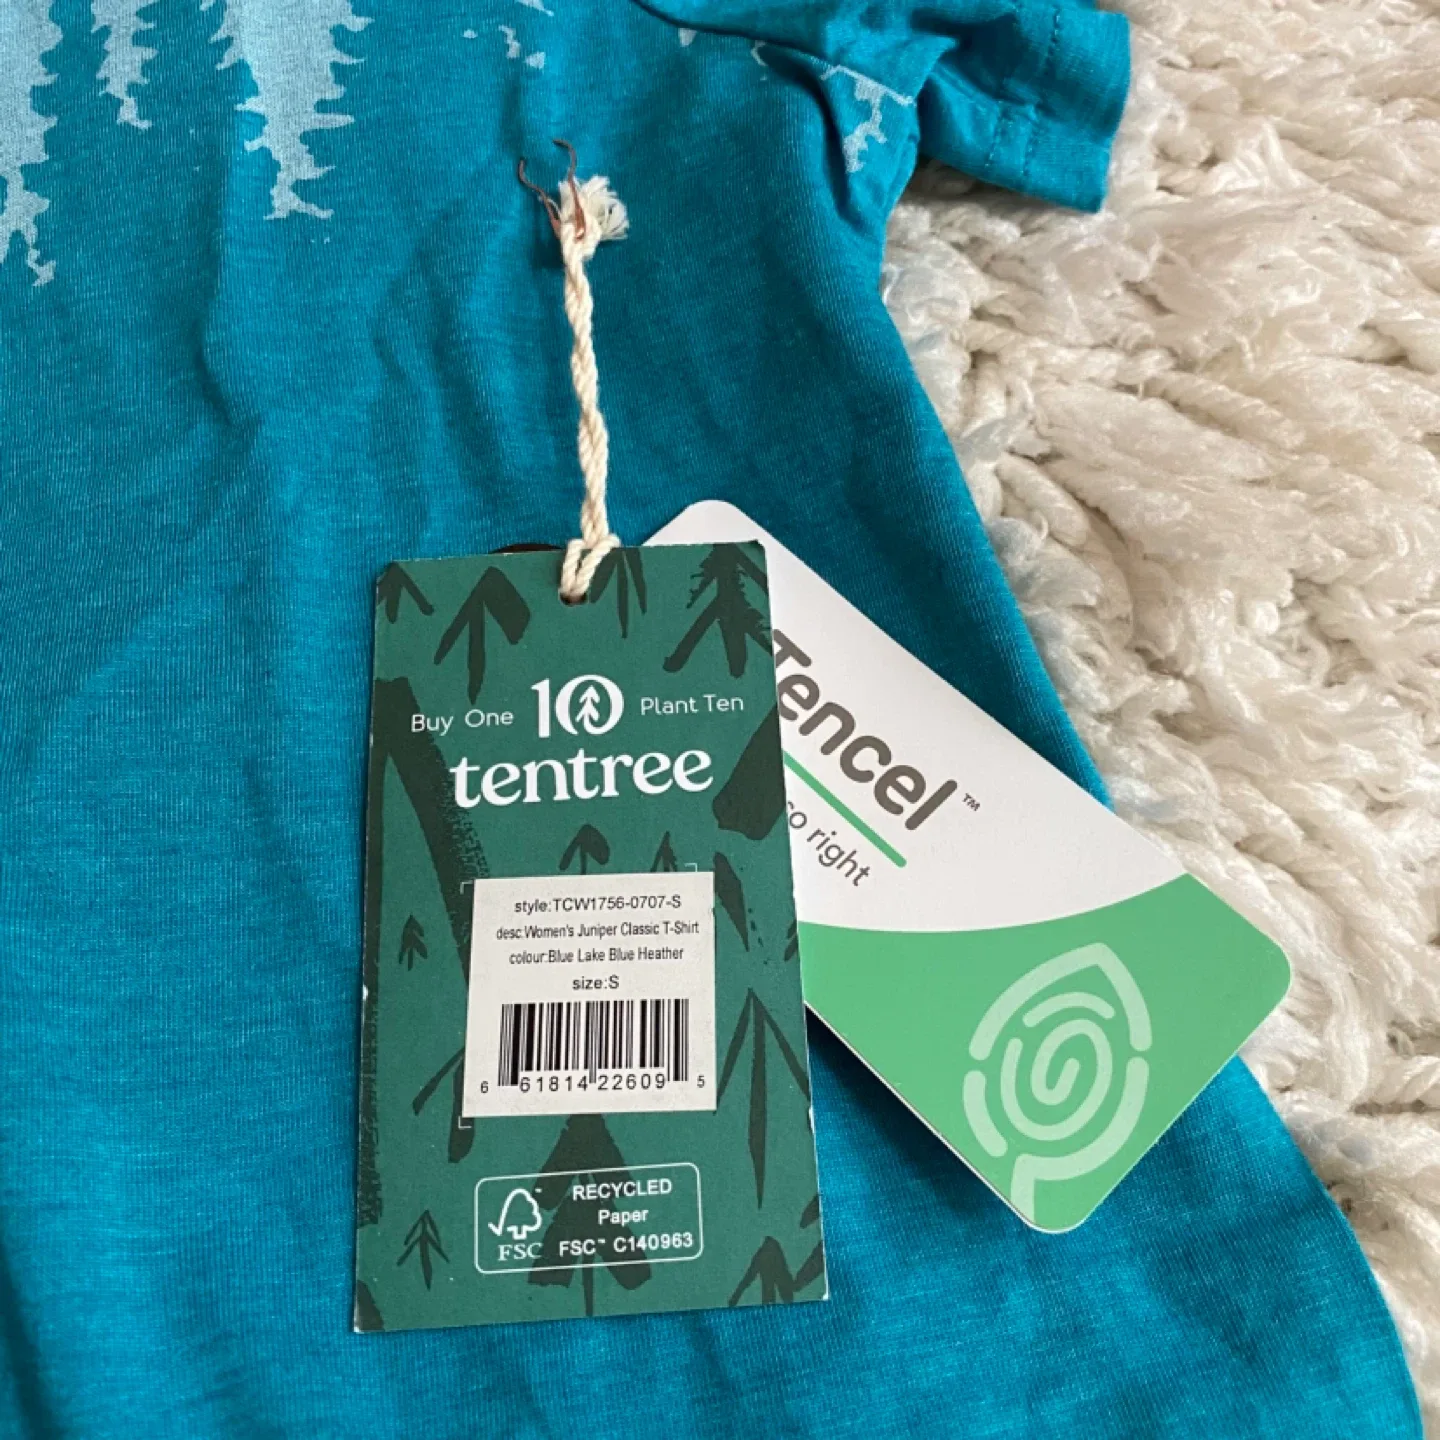 Buy One 10 Plant Ten
tentree
style:TCW1756-0707-S
desc:Women's Juniper Classic T-Shirt
colour:Blue Lake Blue Heather
size:S
6 61814 22609 5
FSC™
RECYCLED
Paper
FSC™ C140963
Tencel™
so right